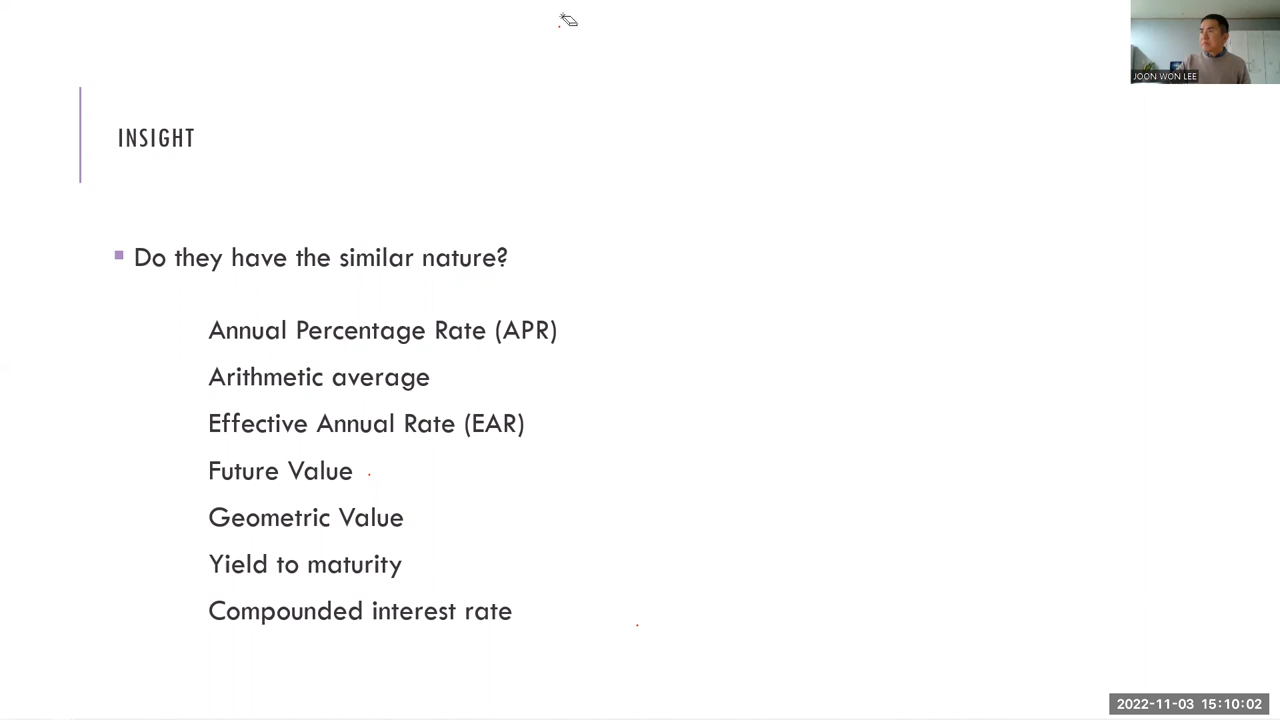 JOON WON LEE
INSIGHT
Do they have the similar nature?
Annual Percentage Rate (APR)
Arithmetic average
Effective Annual Rate (EAR)
Future Value
Geometric Value
Yield to maturity
Compounded interest rate
2022-11-03 15:10:02